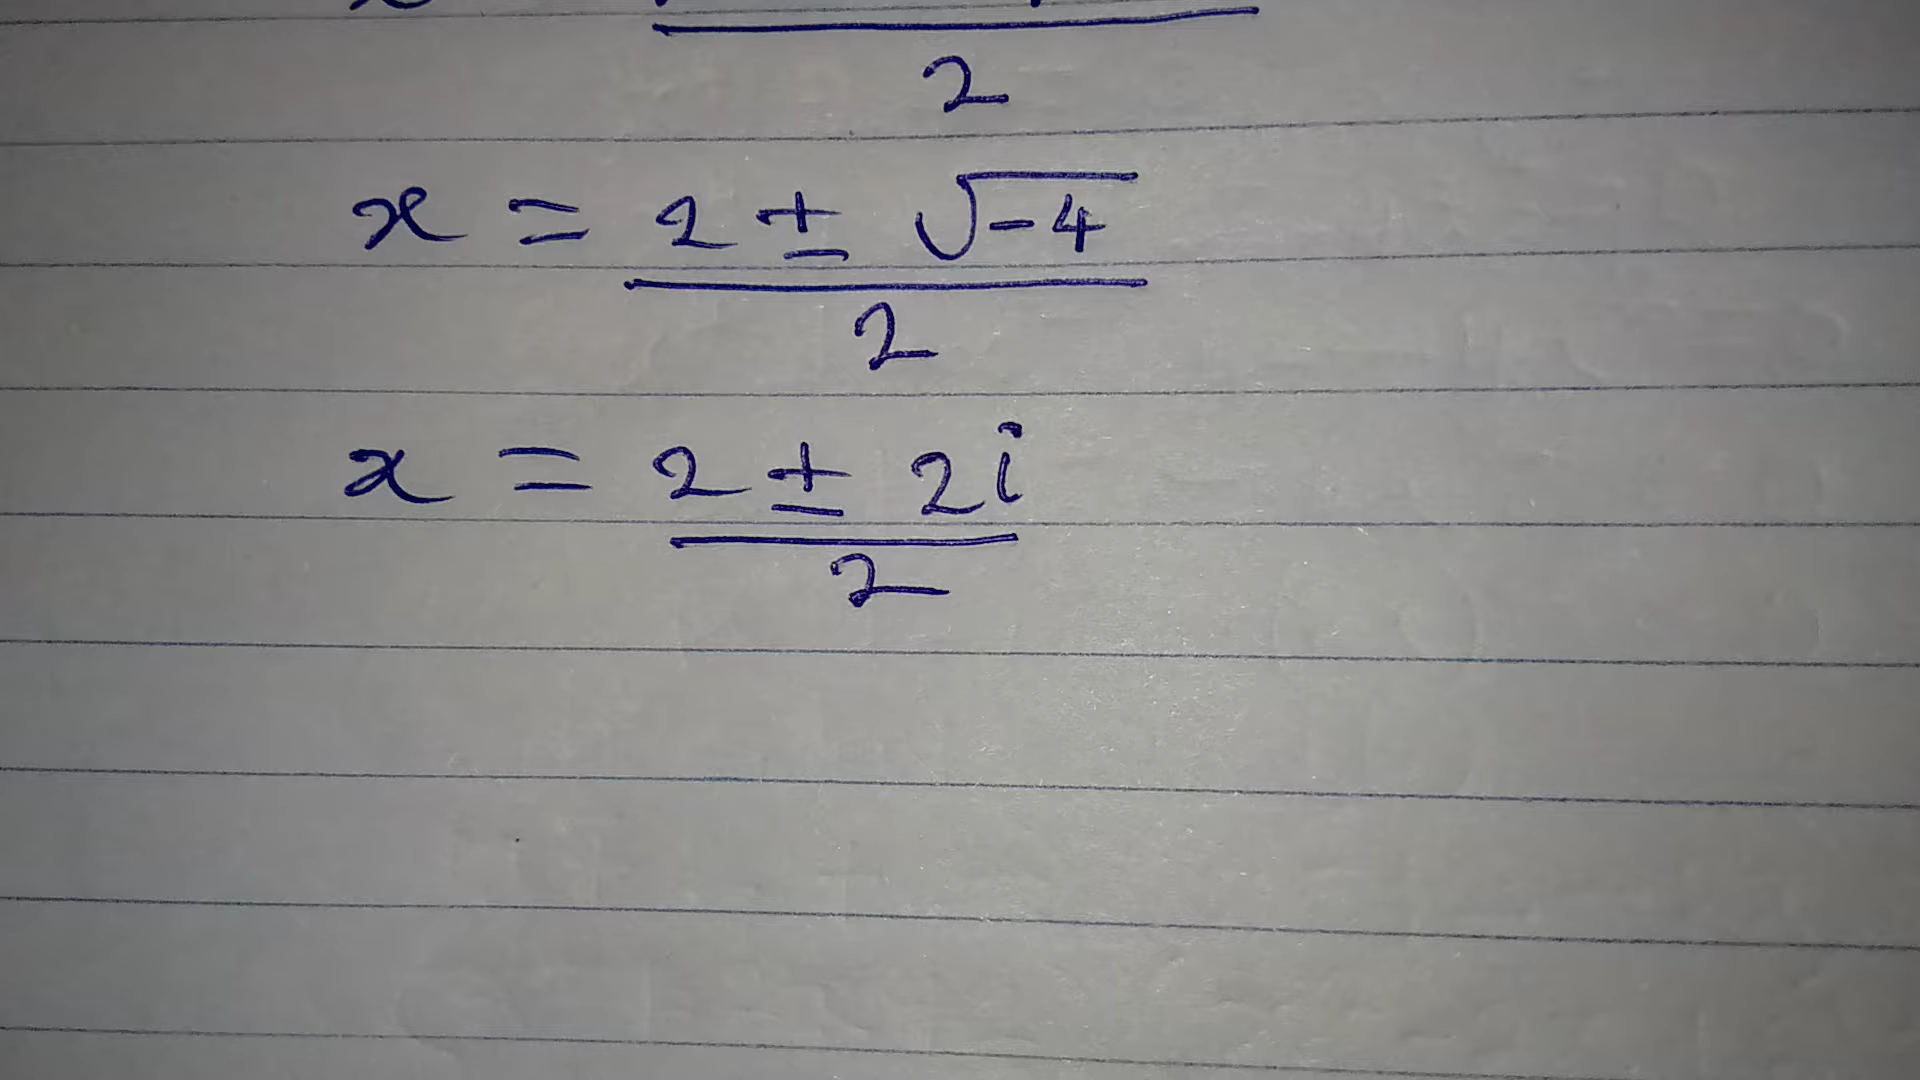 2
x = 2 ± √-4
2
x = 2 ± 2i
2